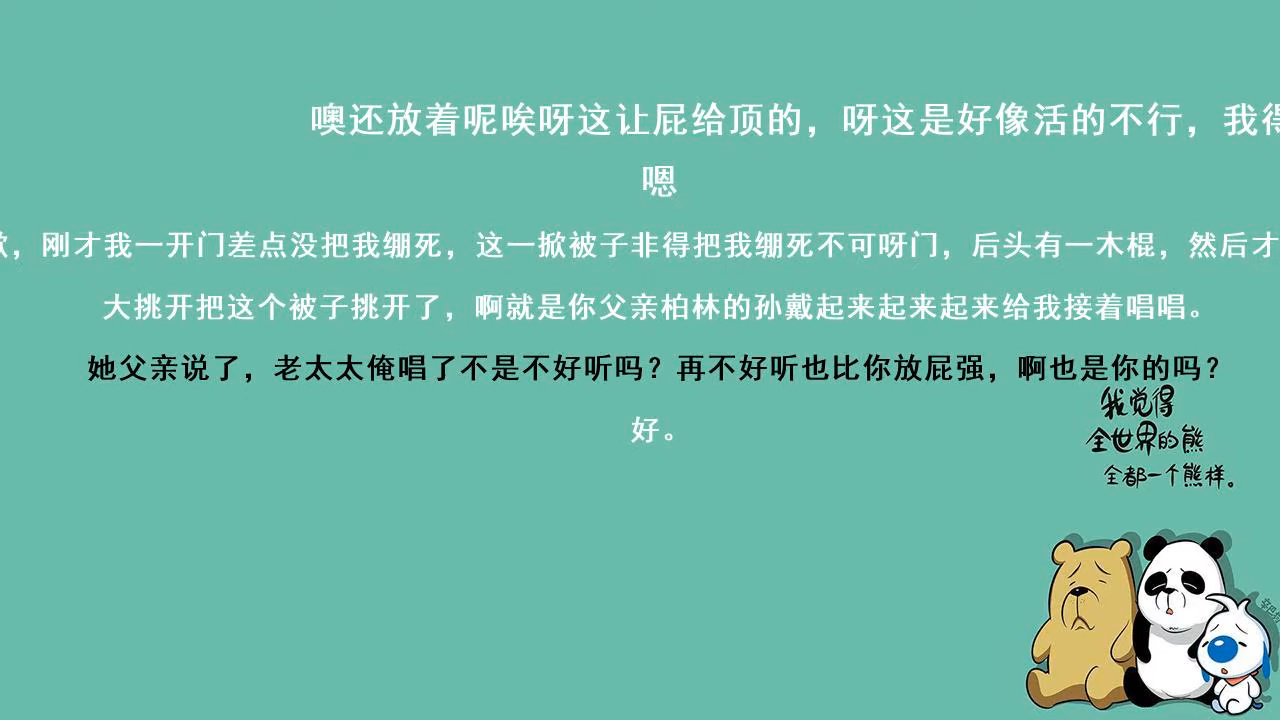 噢还放着呢唉呀这让屁给顶的，呀这是好像活的不行，我得
嗯
，刚才我一开门差点没把我绷死，这一掀被子非得把我绷死不可呀门，后头有一木棍，然后才
大挑开把这个被子挑开了，啊就是你父亲柏林的孙戴起来起来起来给我接着唱唱。
她父亲说了，老太太俺唱了不是不好听吗？再不好听也比你放屁强，啊也是你的吗？
好。
我觉得
全世界的熊
全都一个熊样。